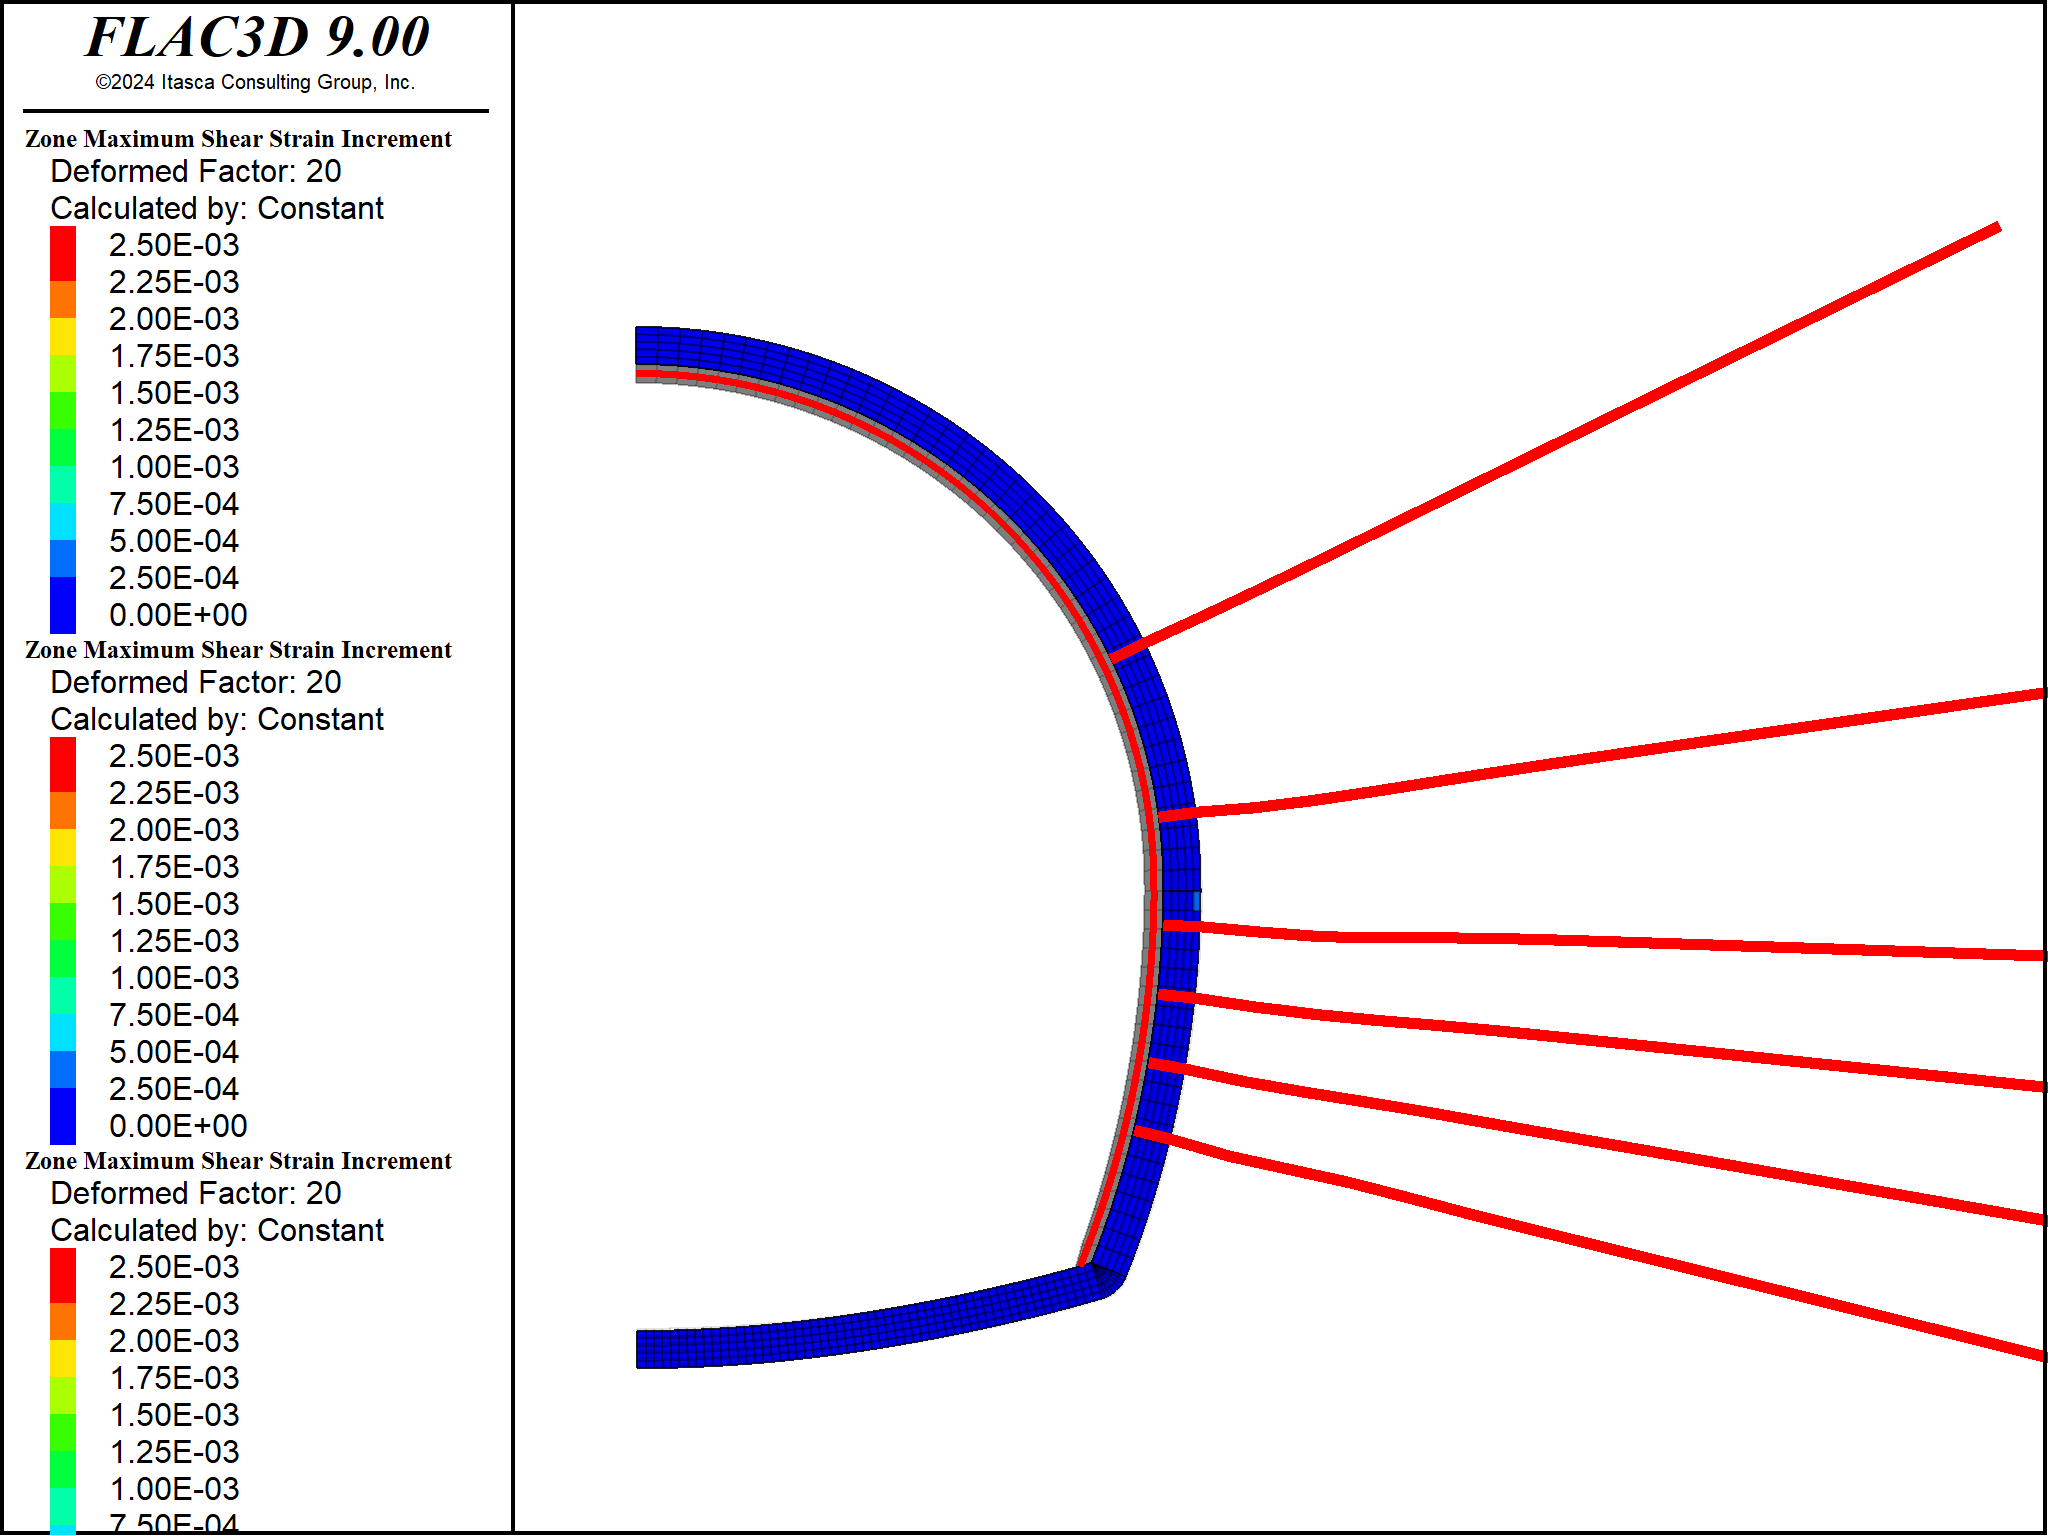 FLAC3D 9.00
©2024 Itasca Consulting Group, Inc.
Zone Maximum Shear Strain Increment
Deformed Factor: 20
Calculated by: Constant
2.50E-03
2.25E-03
2.00E-03
1.75E-03
1.50E-03
1.25E-03
1.00E-03
7.50E-04
5.00E-04
2.50E-04
0.00E+00
Zone Maximum Shear Strain Increment
Deformed Factor: 20
Calculated by: Constant
2.50E-03
2.25E-03
2.00E-03
1.75E-03
1.50E-03
1.25E-03
1.00E-03
7.50E-04
5.00E-04
2.50E-04
0.00E+00
Zone Maximum Shear Strain Increment
Deformed Factor: 20
Calculated by: Constant
2.50E-03
2.25E-03
2.00E-03
1.75E-03
1.50E-03
1.25E-03
1.00E-03
7.50E-04